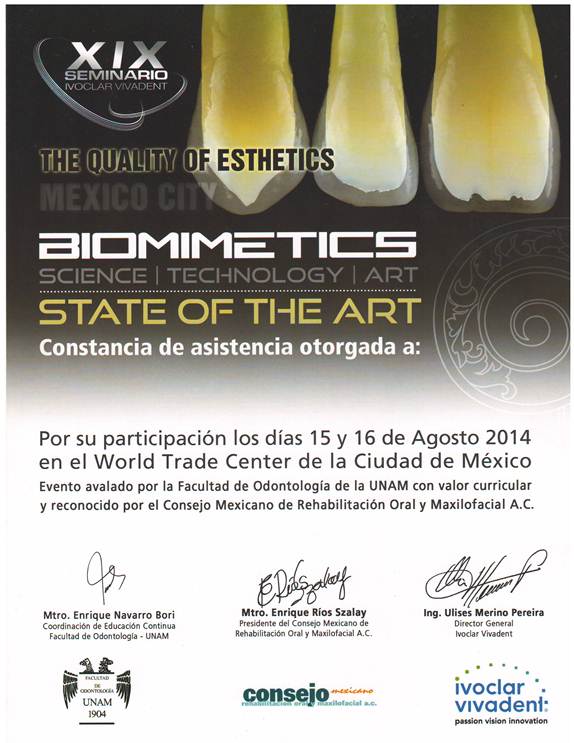 XIX
SEMINARIO
IVOCLAR VIVADENT
THE QUALITY OF ESTHETICS
MEXICO CITY
BIOMIMETICS
SCIENCE | TECHNOLOGY | ART
STATE OF THE ART
Constancia de asistencia otorgada a:
Por su participación los días 15 y 16 de Agosto 2014
en el World Trade Center de la Ciudad de México
Evento avalado por la Facultad de Odontología de la UNAM con valor curricular
y reconocido por el Consejo Mexicano de Rehabilitación Oral y Maxilofacial A.C.
Mtro. Enrique Navarro Bori
Coordinación de Educación Continua
Facultad de Odontología - UNAM
Mtro. Enrique Ríos Szalay
Presidente del Consejo Mexicano de
Rehabilitación Oral y Maxilofacial A.C.
Ing. Ulises Merino Pereira
Director General
Ivoclar Vivadent
FACULTAD
DE
ODONTOLOGÍA
UNAM
1904
consejo mexicano
rehabilitación oral y maxilofacial a.c.
ivoclar
vivadent:
passion vision innovation